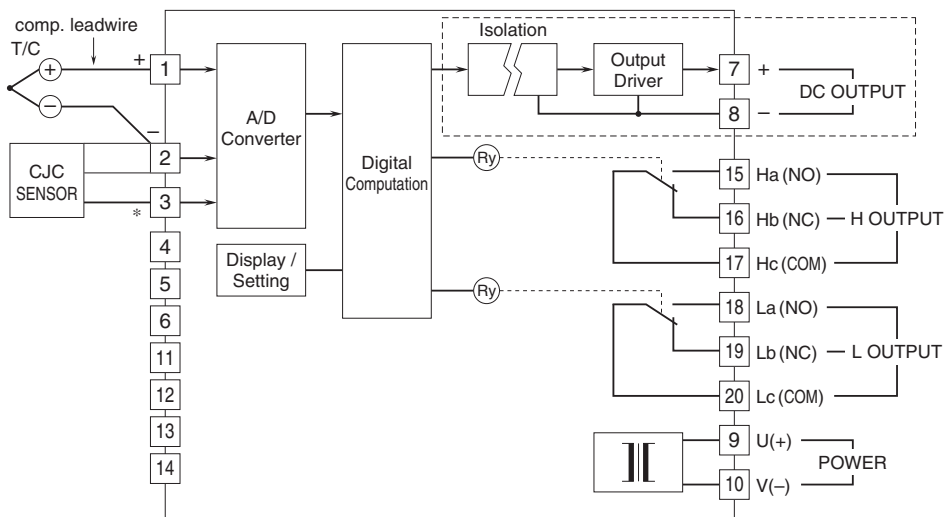 comp. leadwire
T/C
+
−
+
−
1
2
3
*
4
5
6
11
12
13
14
CJC
SENSOR
A/D
Converter
Display /
Setting
Digital
Computation
Isolation
Output
Driver
7
+
8
−
DC OUTPUT
Ry
15 Ha (NO)
16 Hb (NC)
H OUTPUT
17 Hc (COM)
Ry
18 La (NO)
19 Lb (NC)
L OUTPUT
20 Lc (COM)
9 U(+)
POWER
10 V(–)